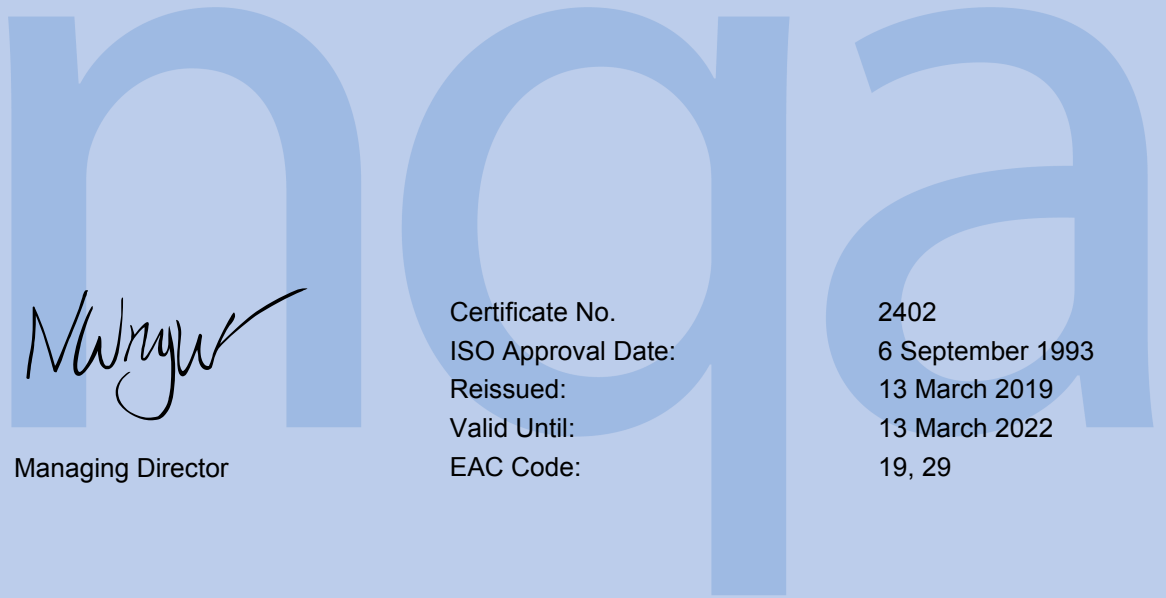 nqa
Certificate No. 2402
ISO Approval Date: 6 September 1993
Reissued: 13 March 2019
Valid Until: 13 March 2022
Managing Director EAC Code: 19, 29